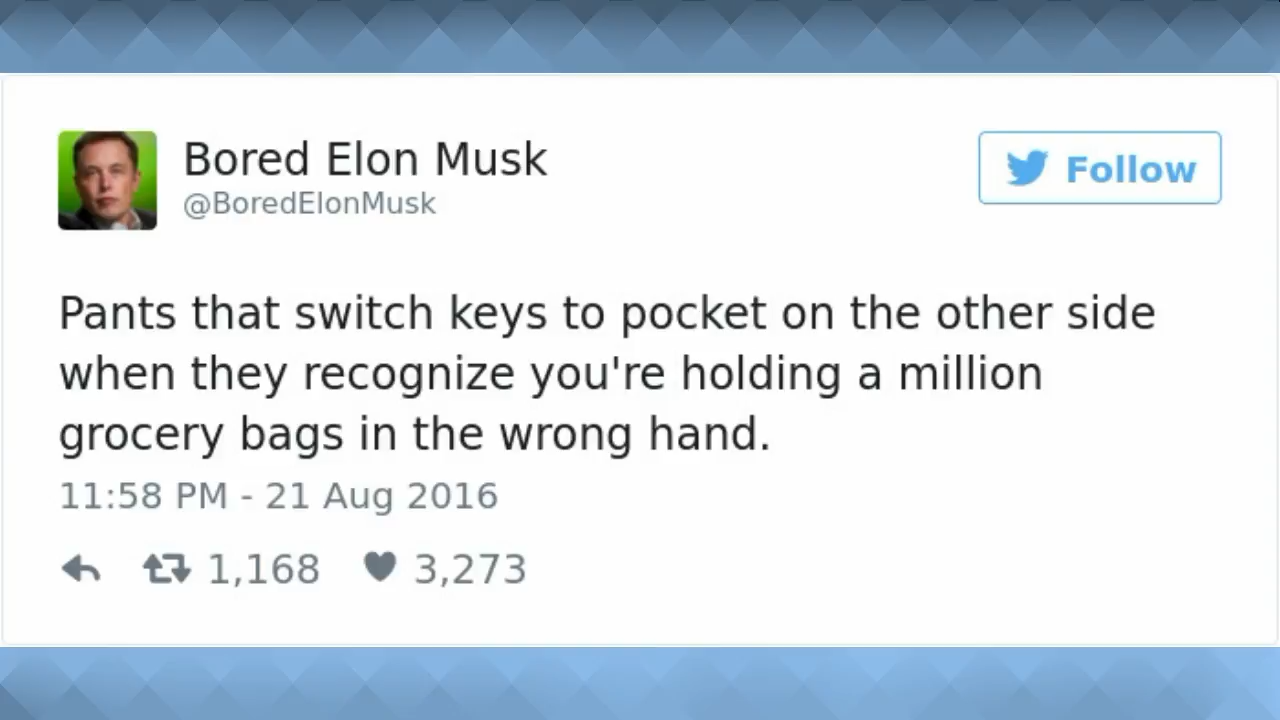 Bored Elon Musk
@BoredElonMusk
Follow
Pants that switch keys to pocket on the other side
when they recognize you're holding a million
grocery bags in the wrong hand.
11:58 PM - 21 Aug 2016
1,168 3,273